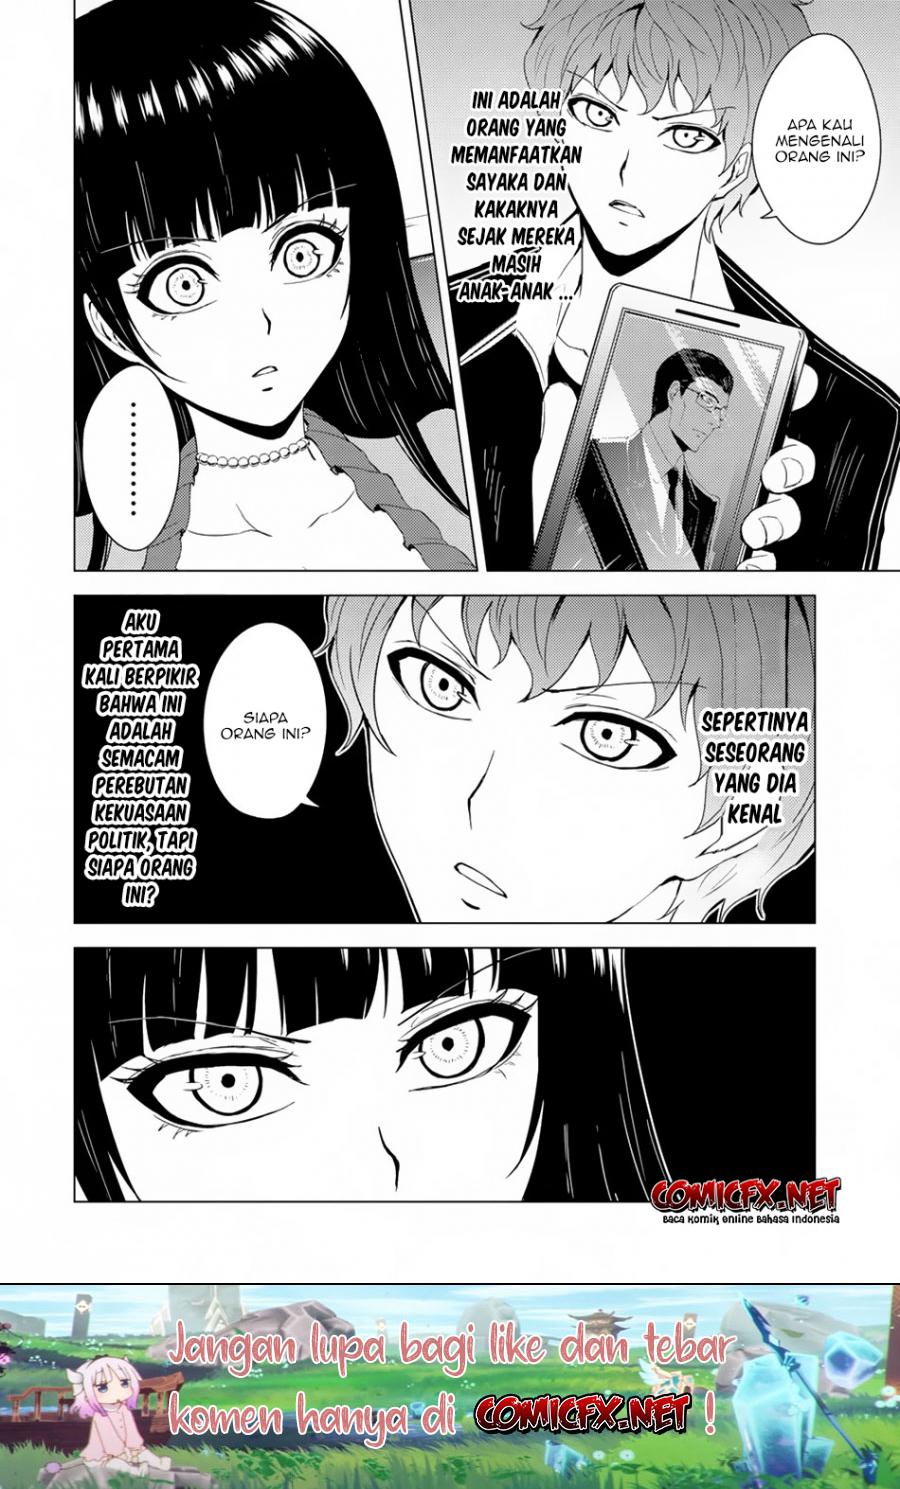 APA KAU
MENGENALI
ORANG INI?
INI ADALAH
ORANG YANG
MEMANFAATKAN
SAYAKA DAN
KAKAKNYA
SEJAK MEREKA
MASIH
ANAK-ANAK ...
............
SEPERTINYA
SESEORANG
YANG DIA
KENAL
SIAPA
ORANG INI?
AKU
PERTAMA
KALI BERPIKIR
BAHWA INI
ADALAH
SEMACAM
PEREBUTAN
KEKUASAAN
POLITIK, TAPI
SIAPA ORANG
INI?
COMICFX.NET
Baca Komik Online Bahasa Indonesia
Jangan lupa bagi like dan tebar
komen hanya di COMICFX.NET !